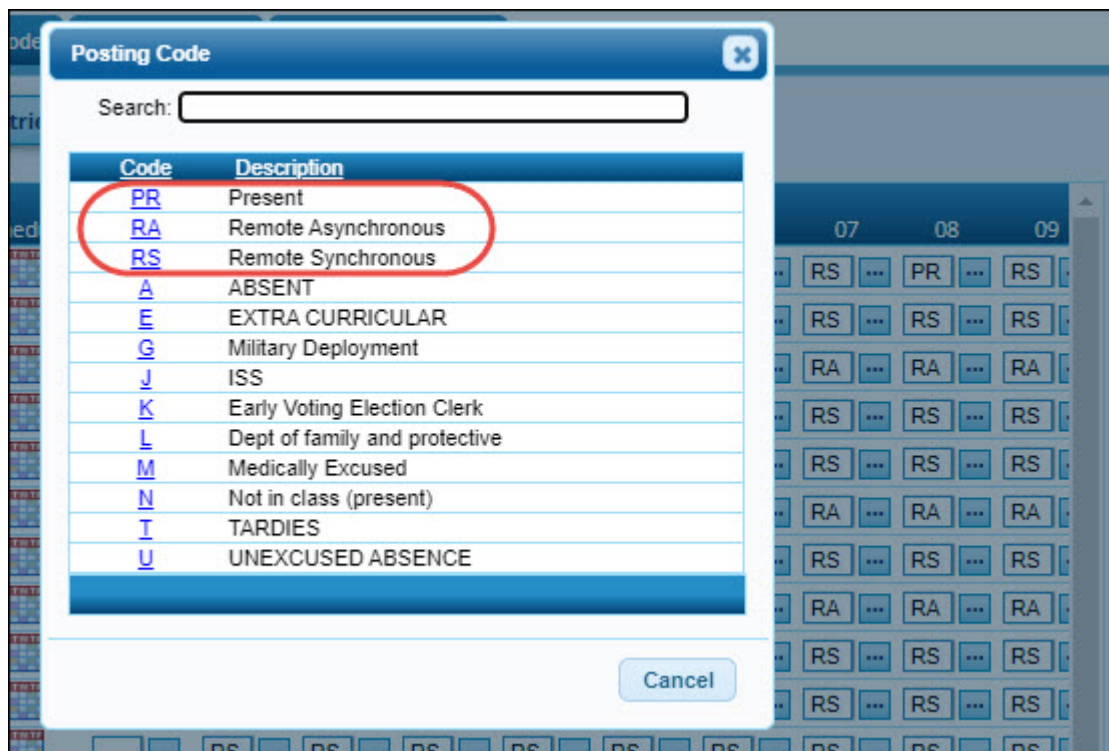 ode
Posting Code
Search:
trie
Code Description
PR Present
RA Remote Asynchronous
RS Remote Synchronous
A ABSENT
E EXTRA CURRICULAR
G Military Deployment
J ISS
K Early Voting Election Clerk
L Dept of family and protective
M Medically Excused
N Not in class (present)
T TARDIES
U UNEXCUSED ABSENCE
Cancel
07 08 09
RS ... PR ... RS
RS ... RS ... RS
RA ... RA ... RA
RS ... RS ... RS
RS ... RS ... RS
RA ... RA ... RA
RS ... RS ... RS
RA ... RA ... RA
RS ... RS ... RS
RS ... RS ... RS